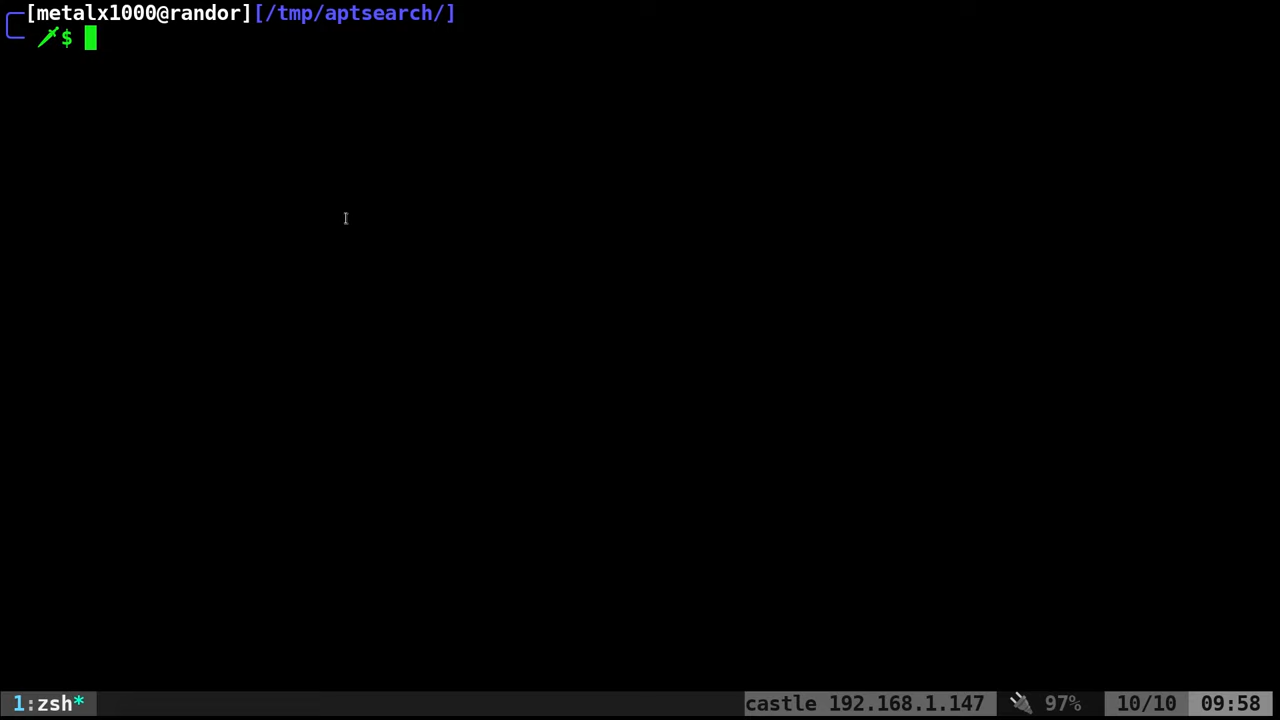 [metalx1000@randor][/tmp/aptsearch/]
$
1:zsh* castle 192.168.1.147 97% 10/10 09:58